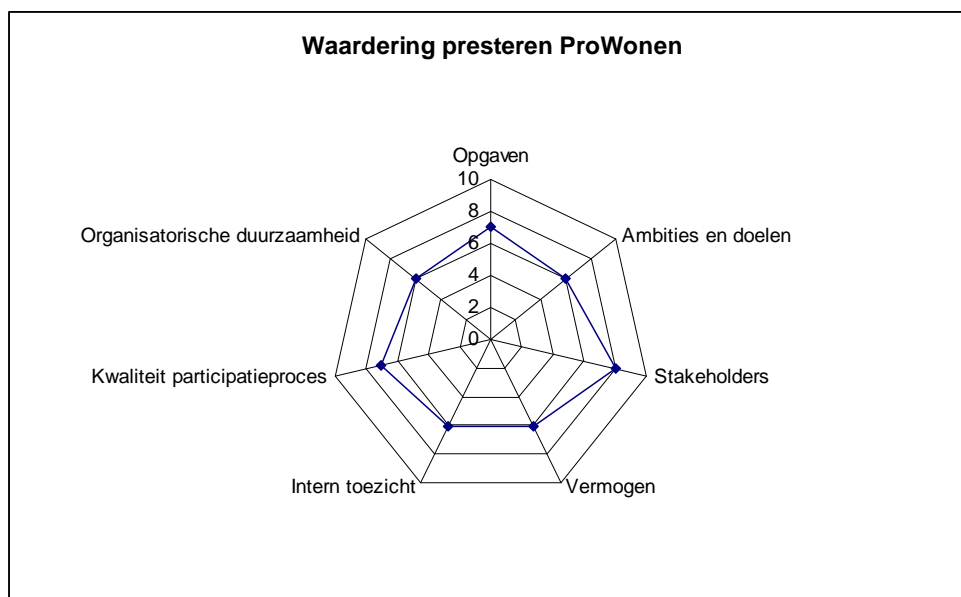 Waardering presteren ProWonen
Opgaven
10
8
6
4
2
0
Ambities en doelen
Stakeholders
Vermogen
Intern toezicht
Kwaliteit participatieproces
Organisatorische duurzaamheid